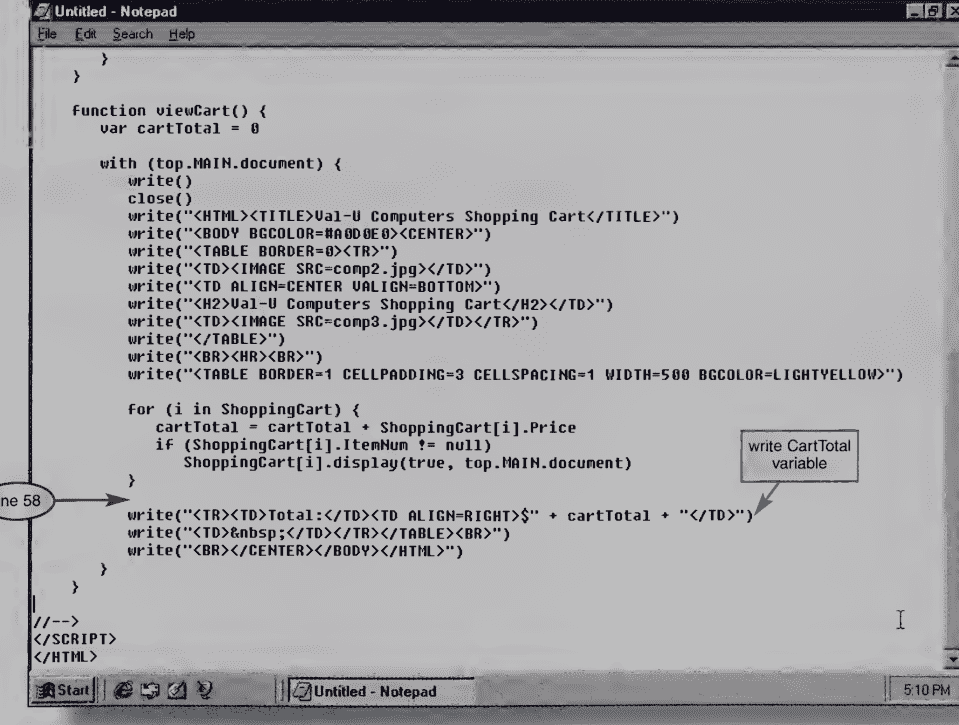 Untitled - Notepad
File Edit Search Help
}
}
function viewCart() {
var cartTotal = 0
with (top.MAIN.document) {
write()
close()
write("<HTML><TITLE>Val-U Computers Shopping Cart</TITLE>")
write("<BODY BGCOLOR=#A0D0E0><CENTER>")
write("<TABLE BORDER=0><TR>")
write("<TD><IMAGE SRC=comp2.jpg></TD>")
write("<TD ALIGN=CENTER VALIGN=BOTTOM>")
write("<H2>Val-U Computers Shopping Cart</H2></TD>")
write("<TD><IMAGE SRC=comp3.jpg></TD></TR>")
write("</TABLE>")
write("<BR><HR><BR>")
write("<TABLE BORDER=1 CELLPADDING=3 CELLSPACING=1 WIDTH=500 BGCOLOR=LIGHTYELLOW>")
for (i in ShoppingCart) {
cartTotal = cartTotal + ShoppingCart[i].Price
if (ShoppingCart[i].ItemNum != null)
ShoppingCart[i].display(true, top.MAIN.document)
}
write CartTotal
variable
ne 58
write("<TR><TD>Total:</TD><TD ALIGN=RIGHT>$" + cartTotal + "</TD>")
write("<TD>&nbsp;</TD></TR></TABLE><BR>")
write("<BR></CENTER></BODY></HTML>")
}
}
//-->
</SCRIPT>
</HTML>
Start
Untitled - Notepad
5:10 PM